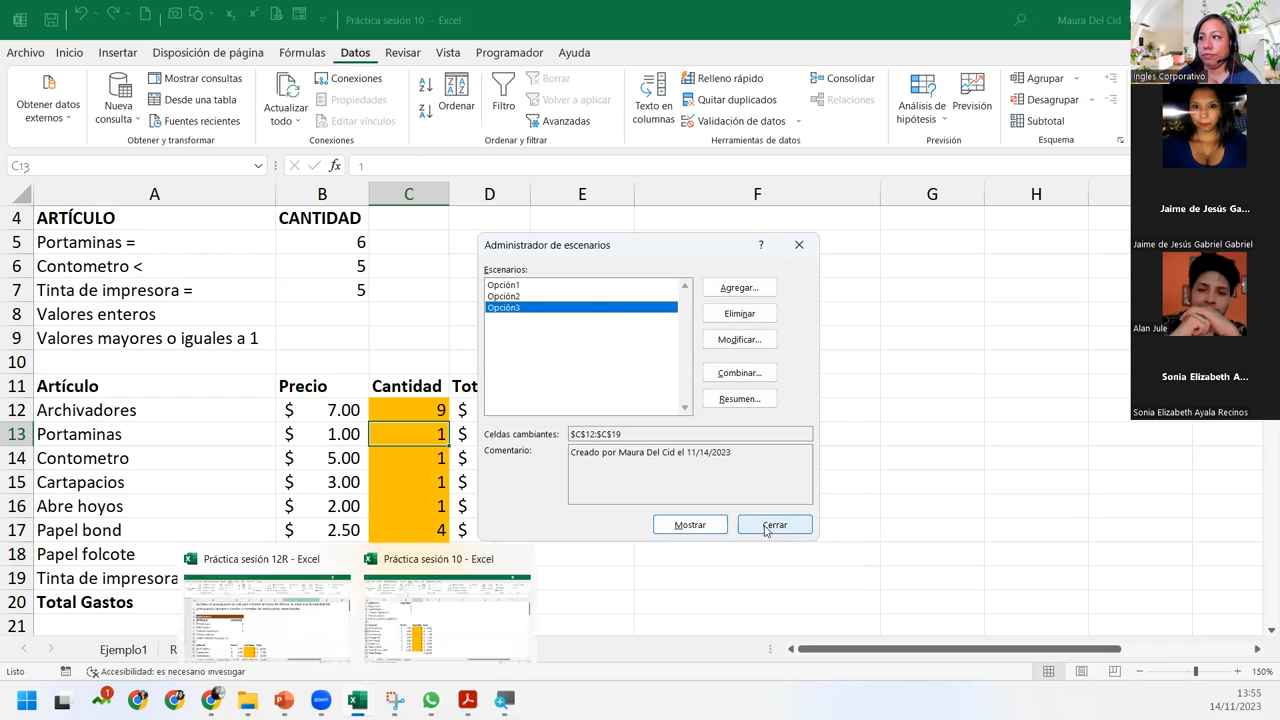 Práctica sesión 10 - Excel
Maura Del Cid
Archivo Inicio Insertar Disposición de página Fórmulas Datos Revisar Vista Programador Ayuda
Obtener datos externos
Nueva consulta
Mostrar consultas
Desde una tabla
Fuentes recientes
Obtener y transformar
Actualizar todo
Conexiones
Propiedades
Editar vínculos
Conexiones
Ordenar
Filtro
Borrar
Volver a aplicar
Avanzadas
Ordenar y filtrar
Texto en columnas
Relleno rápido
Quitar duplicados
Validación de datos
Consolidar
Relaciones
Herramientas de datos
Análisis de hipótesis
Previsión
Previsión
Agrupar
Desagrupar
Subtotal
Esquema
C13 fx 1
A B C D E F G H
4 ARTÍCULO CANTIDAD
5 Portaminas = 6
6 Contometro < 5
7 Tinta de impresora = 5
8 Valores enteros
9 Valores mayores o iguales a 1
10
11 Artículo Precio Cantidad Tot
12 Archivadores $ 7.00 9 $
13 Portaminas $ 1.00 1 $
14 Contometro $ 5.00 1 $
15 Cartapacios $ 3.00 1 $
16 Abre hoyos $ 2.00 1 $
17 Papel bond $ 2.50 4 $
18 Papel folcote
19 Tinta de impresora
20 Total Gastos
21
Administrador de escenarios ?
Escenarios:
Opción1
Opción2
Opción3
Agregar...
Eliminar
Modificar...
Combinar...
Resumen...
Celdas cambiantes: $C$12:$C$19
Comentario: Creado por Maura Del Cid el 11/14/2023
Mostrar Cerrar
Práctica sesión 12R - Excel
Práctica sesión 10 - Excel
Ejemplo1 R
Listo Accesibilidad: es necesario investigar 150%
zoom
1
13:55
14/11/2023
Ingles Corporativo
Jaime de Jesús Ga...
Jaime de Jesús Gabriel Gabriel
Alan Jule
Sonia Elizabeth A...
Sonia Elizabeth Ayala Recinos